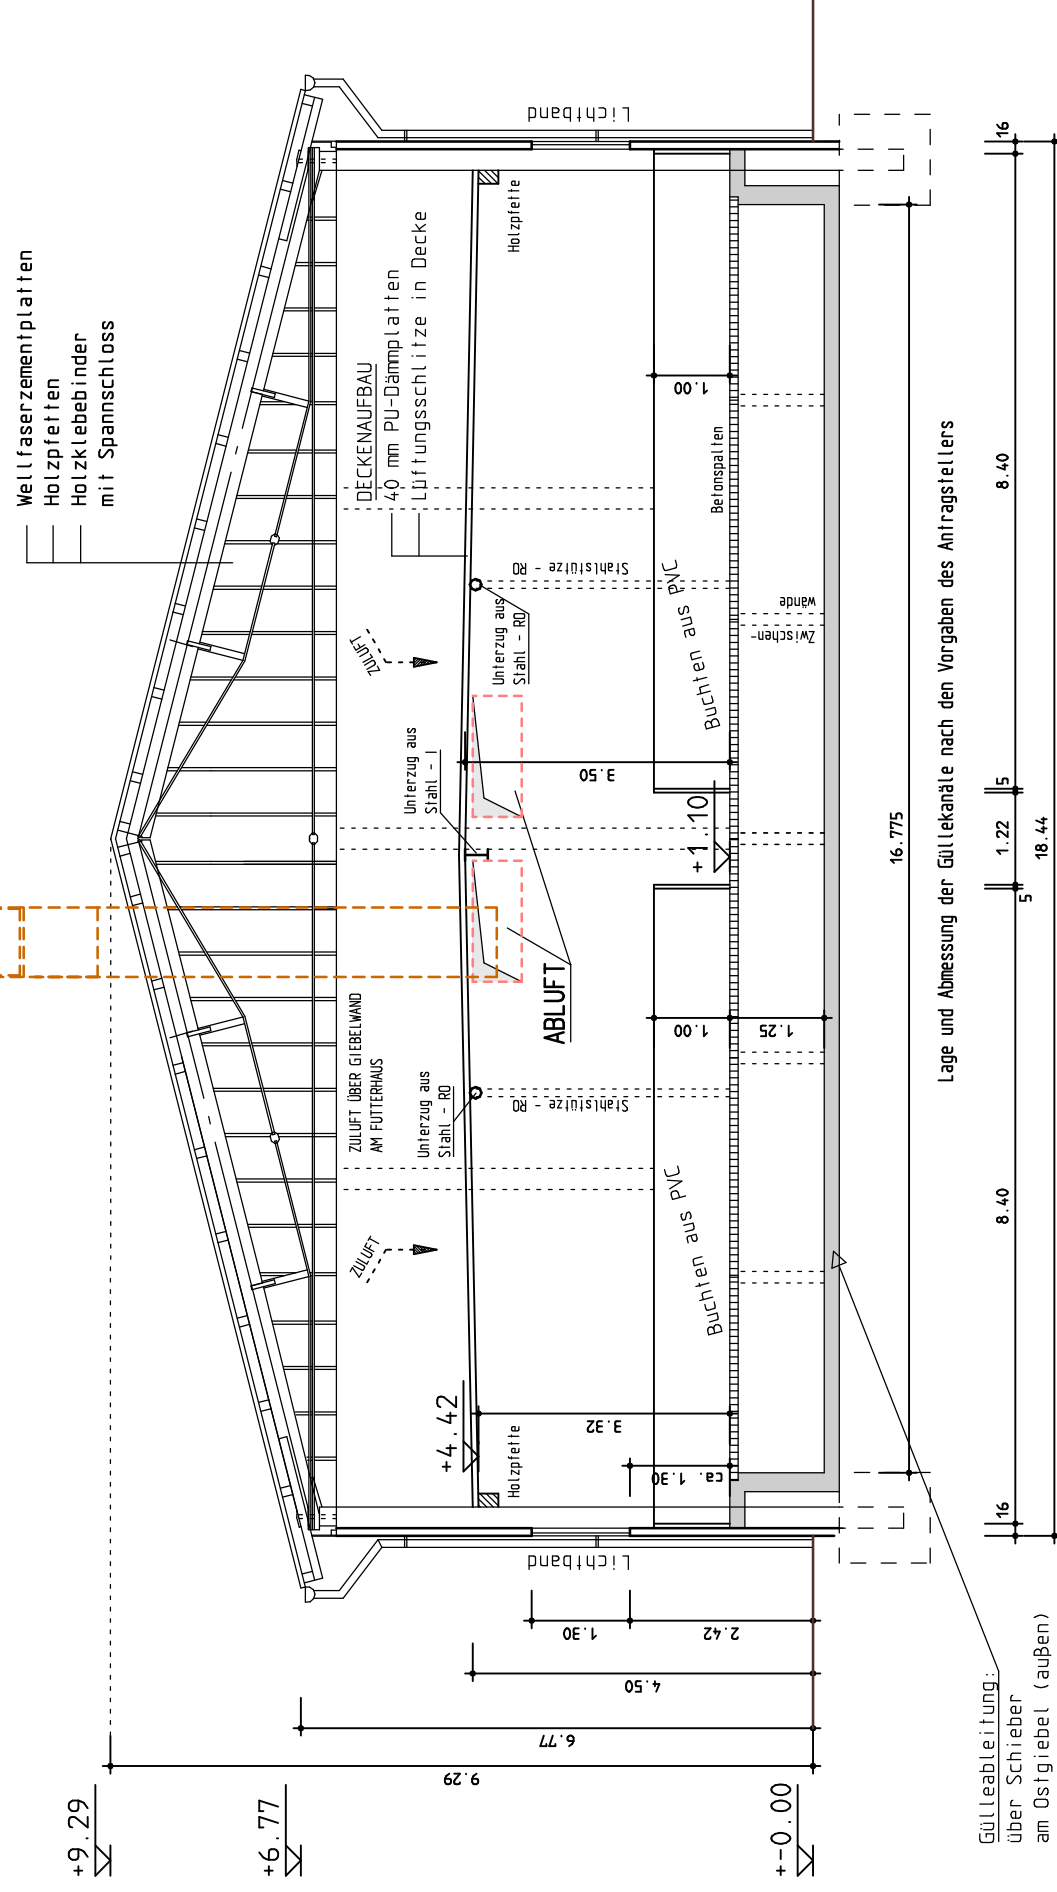 Wellfaserzementplatten
Holzpfetten
Holzklebebinder
mit Spannschloss
Lichtband
DECKENAUFBAU
40 mm PU-Dämmplatten
Lüftungsschlitze in Decke
Holzpfette
ZULUFT
Unterzug aus
Stahl - I
Unterzug aus
Stahl - RO
Stahlstütze - RO
1.00
Betonspalten
Buchten aus PVC
Zwischen-
wände
3.50
+1.10
ABLUFT
ZULUFT ÜBER GIEBELWAND
AM FUTTERHAUS
ZULUFT
Unterzug aus
Stahl - RO
Stahlstütze - RO
1.00
1.25
Buchten aus PVC
+4.42
3.32
ca. 1.30
Holzpfette
Lichtband
1.30
2.42
4.50
6.77
9.29
+9.29
+6.77
+-0.00
16.775
Lage und Abmessung der Güllekanäle nach den Vorgaben des Antragstellers
16
8.40
5
1.22
5
8.40
16
18.44
Gülleableitung:
über Schieber
am Ostgiebel (außen)